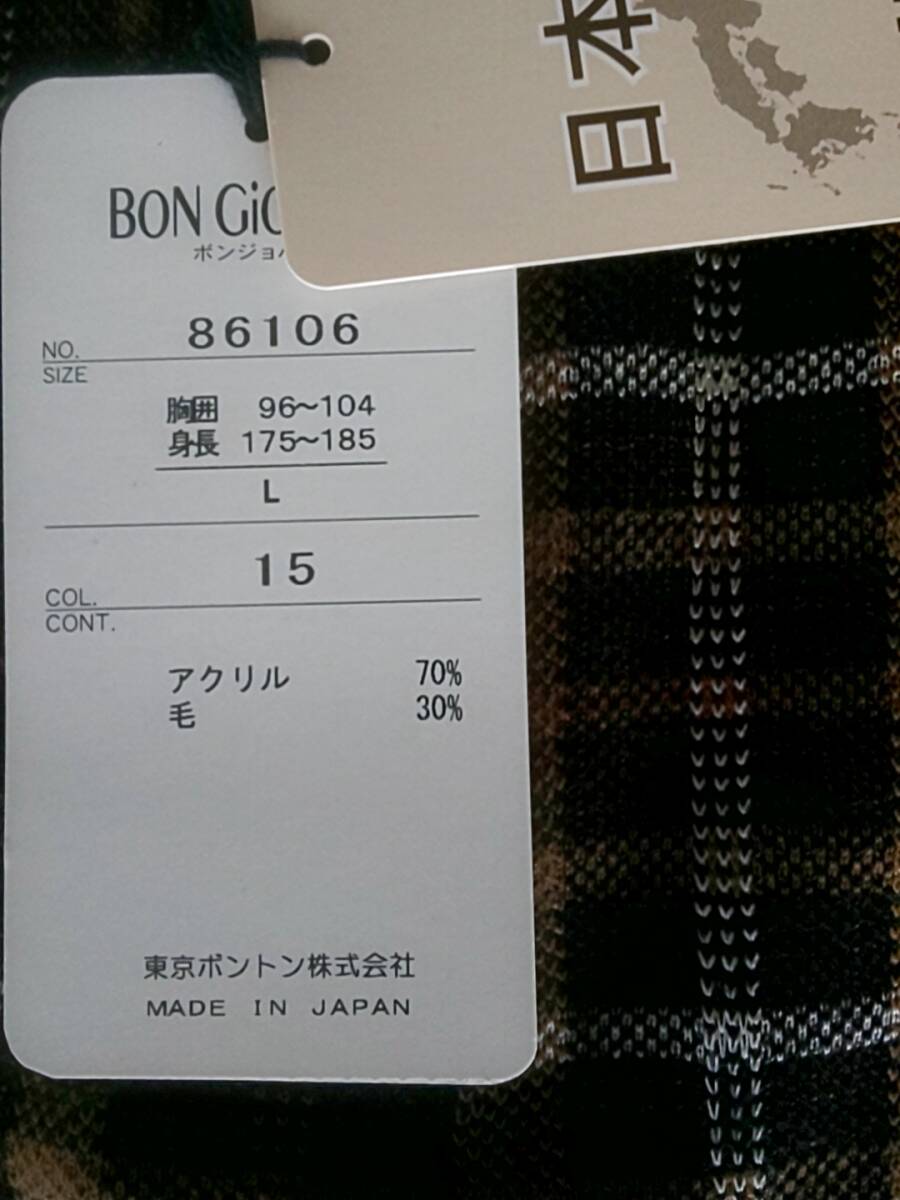 日本
BON GiO
ボンジョ
NO. 86106
SIZE
胸囲 96~104
身長 175~185
L
15
COL.
CONT.
アクリル 70%
毛 30%
東京ボントン株式会社
MADE IN JAPAN